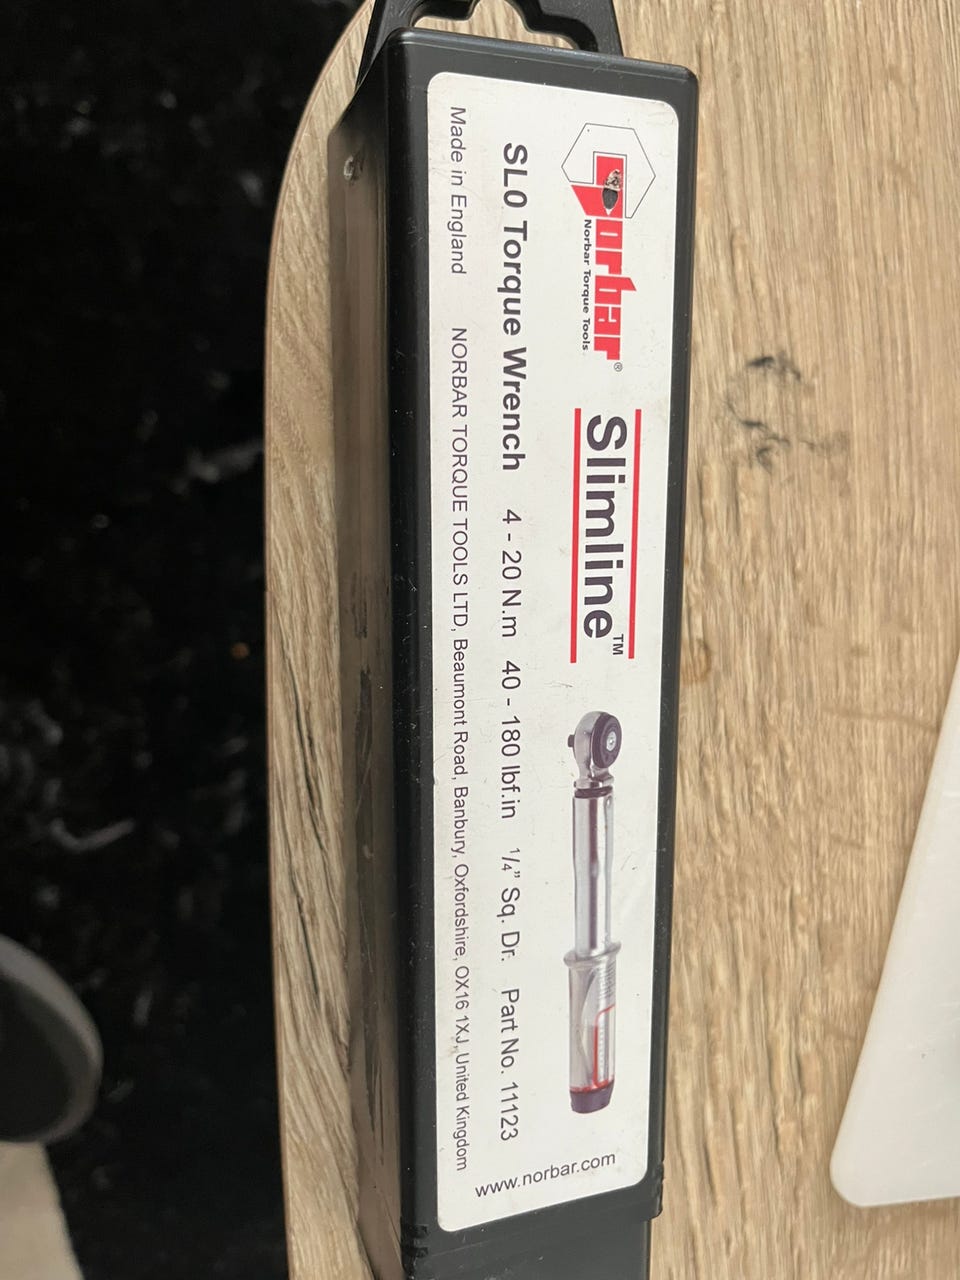 Norbar®
Norbar Torque Tools
Slimline™
SL0 Torque Wrench 4 - 20 N.m 40 - 180 lbf.in 1/4” Sq. Dr. Part No. 11123
Made in England NORBAR TORQUE TOOLS LTD, Beaumont Road, Banbury, Oxfordshire, OX16 1XJ, United Kingdom
www.norbar.com